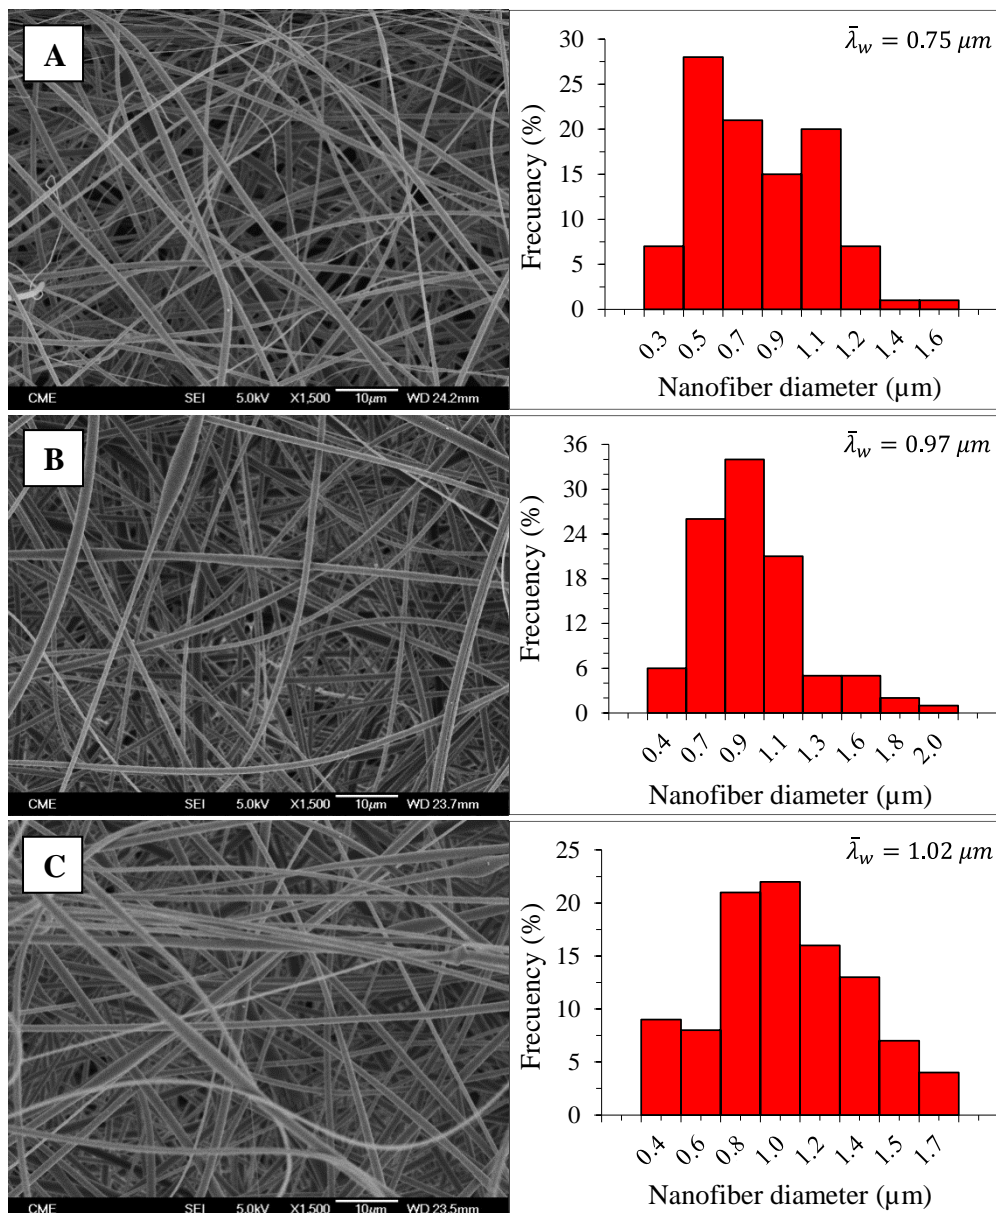 A
CME SEI 5.0kV X1,500 10µm WD 24.2mm
λ̄w = 0.75 µm
Frecuency (%)
30
25
20
15
10
5
0
0.3 0.5 0.7 0.9 1.1 1.2 1.4 1.6
Nanofiber diameter (µm)
B
CME SEI 5.0kV X1,500 10µm WD 23.7mm
λ̄w = 0.97 µm
Frecuency (%)
36
30
24
18
12
6
0
0.4 0.7 0.9 1.1 1.3 1.6 1.8 2.0
Nanofiber diameter (µm)
C
CME SEI 5.0kV X1,500 10µm WD 23.5mm
λ̄w = 1.02 µm
Frecuency (%)
25
20
15
10
5
0
0.4 0.6 0.8 1.0 1.2 1.4 1.5 1.7
Nanofiber diameter (µm)